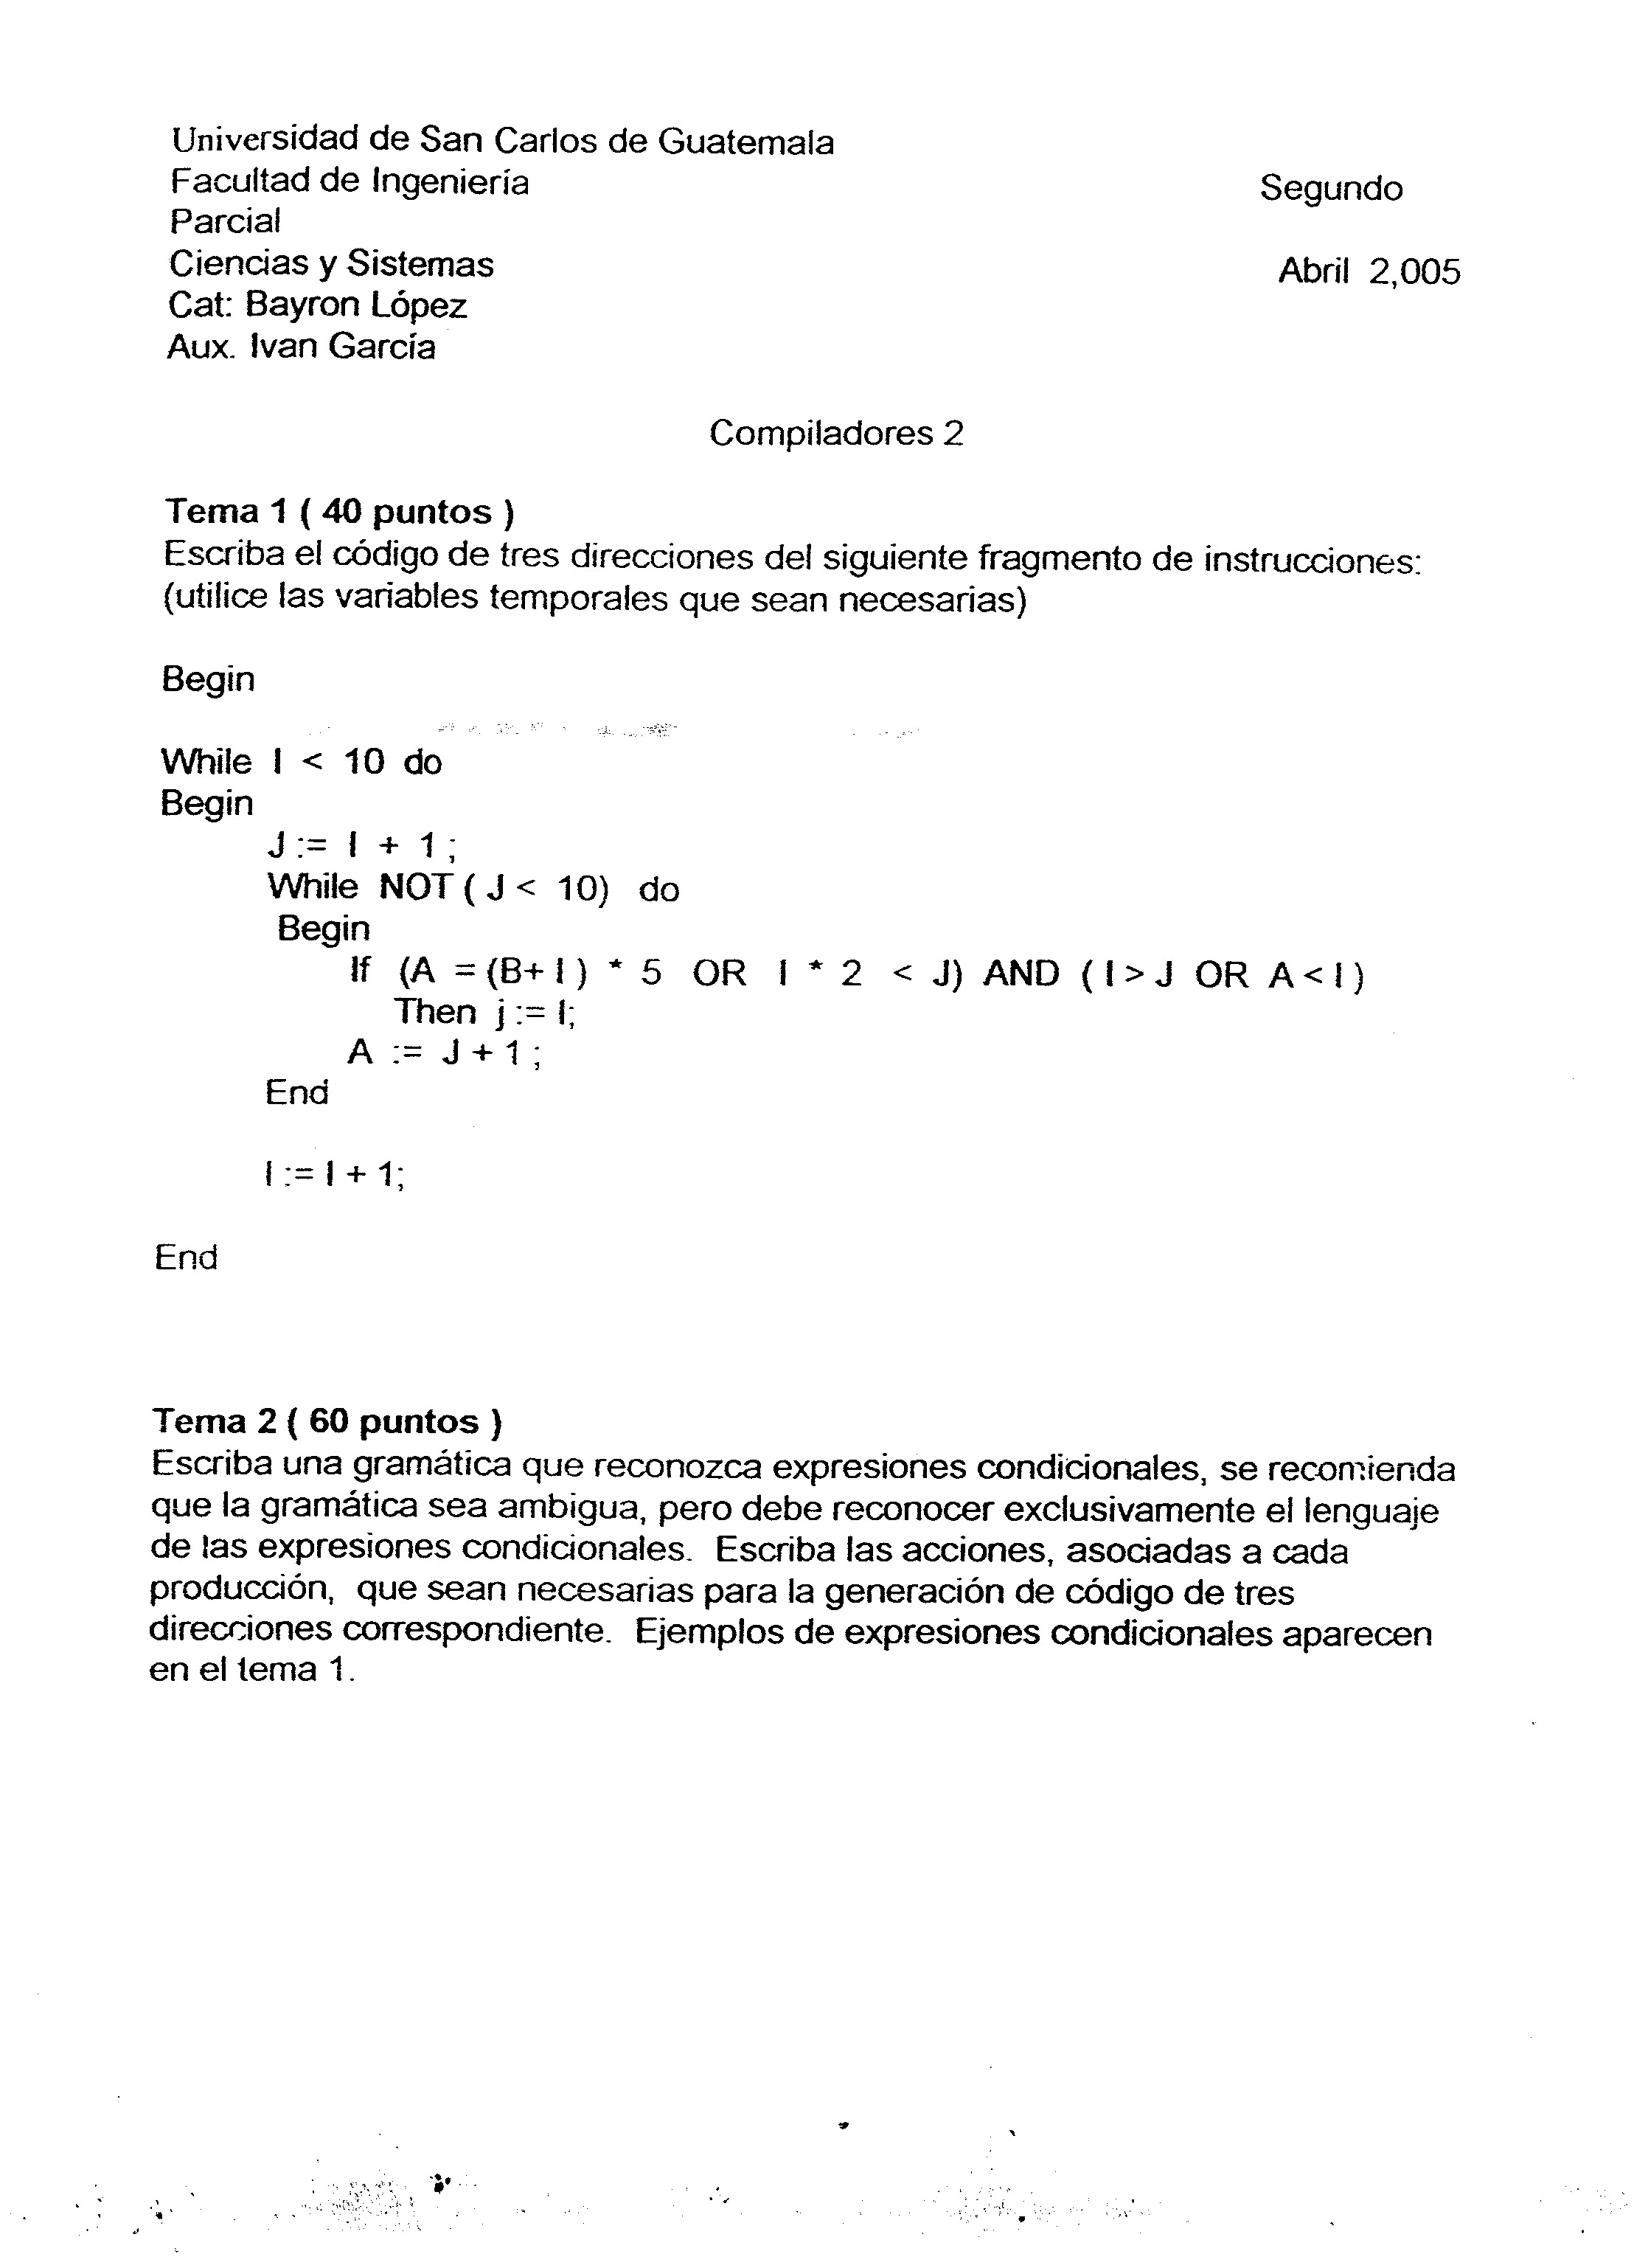 Universidad de San Carlos de Guatemala
Facultad de Ingeniería Segundo
Parcial
Ciencias y Sistemas Abril 2,005
Cat: Bayron López
Aux. Ivan García
Compiladores 2
Tema 1 ( 40 puntos )
Escriba el código de tres direcciones del siguiente fragmento de instrucciones:
(utilice las variables temporales que sean necesarias)
Begin
While I < 10 do
Begin
J := I + 1 ;
While NOT ( J < 10) do
Begin
If (A = (B+ I ) * 5 OR I * 2 < J) AND ( I > J OR A < I )
Then j := I;
A := J + 1 ;
End
I := I + 1;
End
Tema 2 ( 60 puntos )
Escriba una gramática que reconozca expresiones condicionales, se recomienda
que la gramática sea ambigua, pero debe reconocer exclusivamente el lenguaje
de las expresiones condicionales. Escriba las acciones, asociadas a cada
producción, que sean necesarias para la generación de código de tres
direcciones correspondiente. Ejemplos de expresiones condicionales aparecen
en el tema 1.